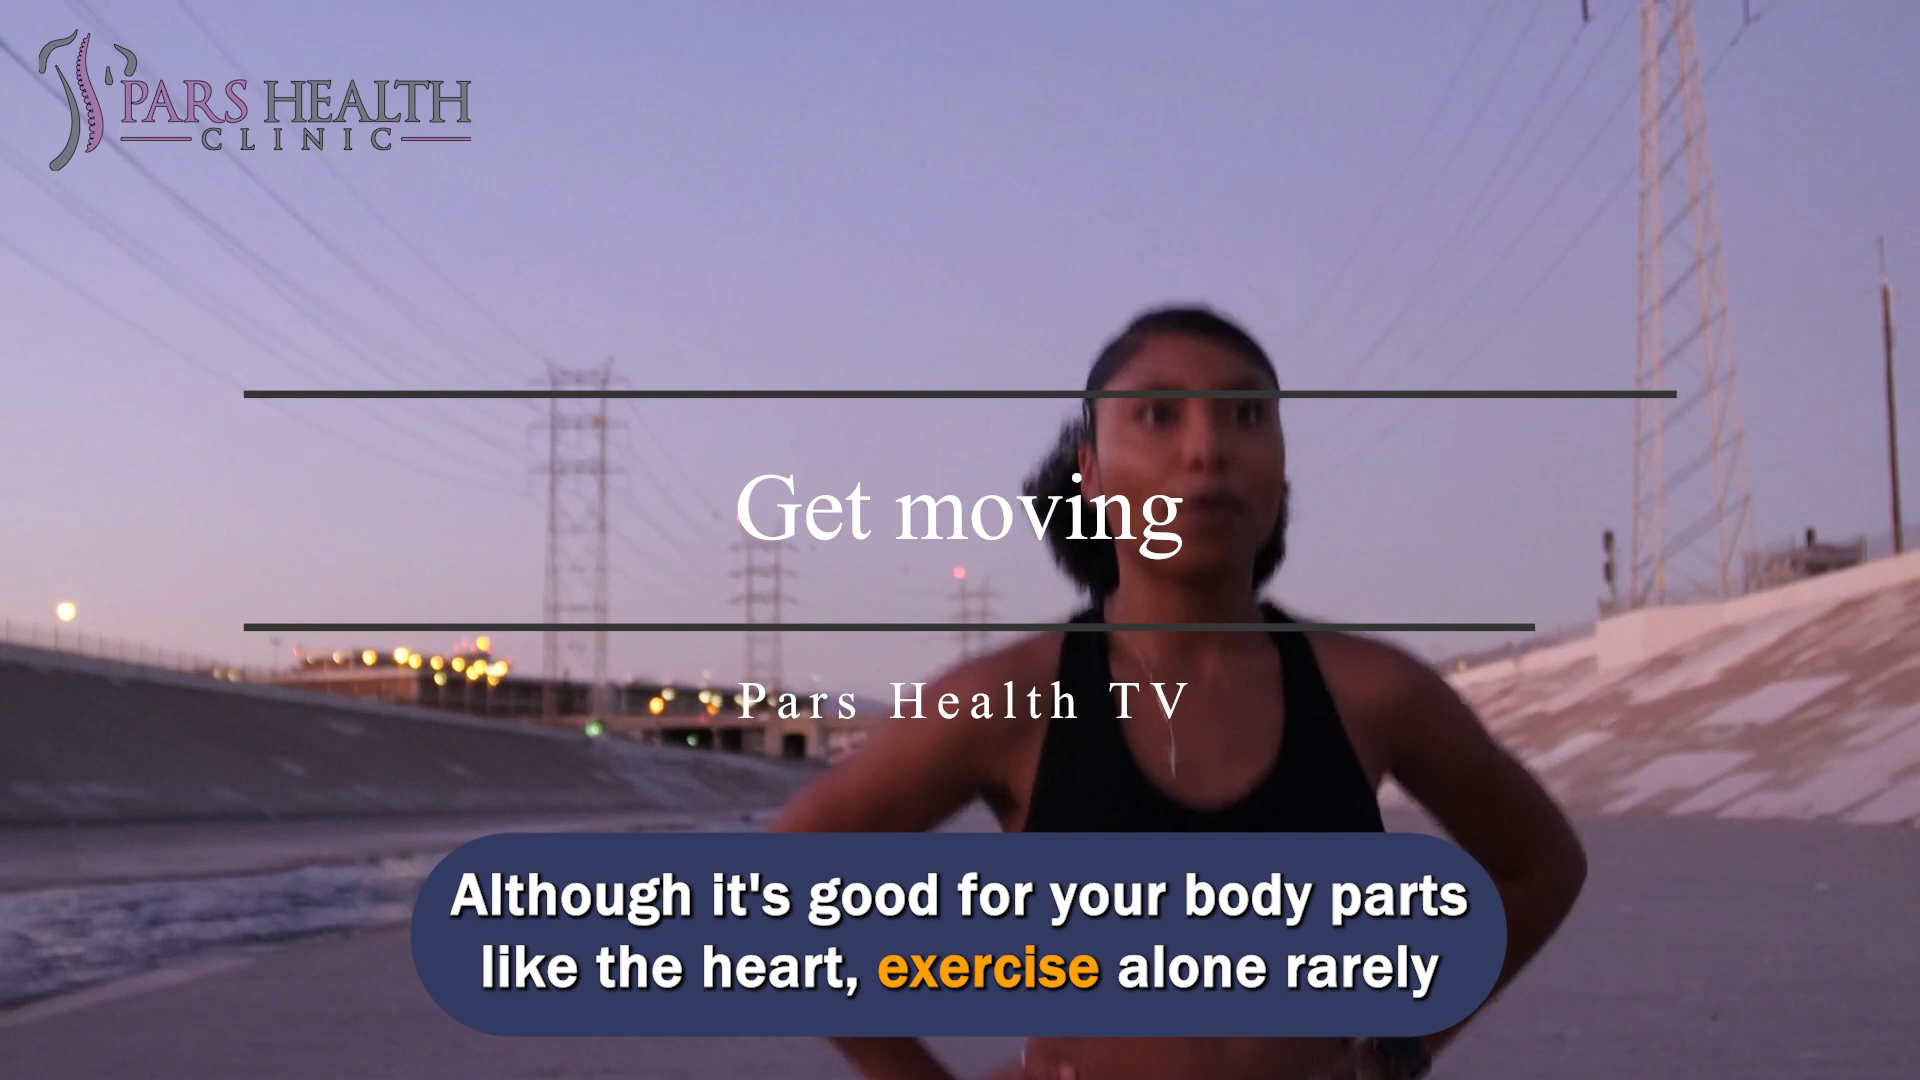 PARS HEALTH
CLINIC
Get moving
Pars Health TV
Although it's good for your body parts
like the heart, exercise alone rarely